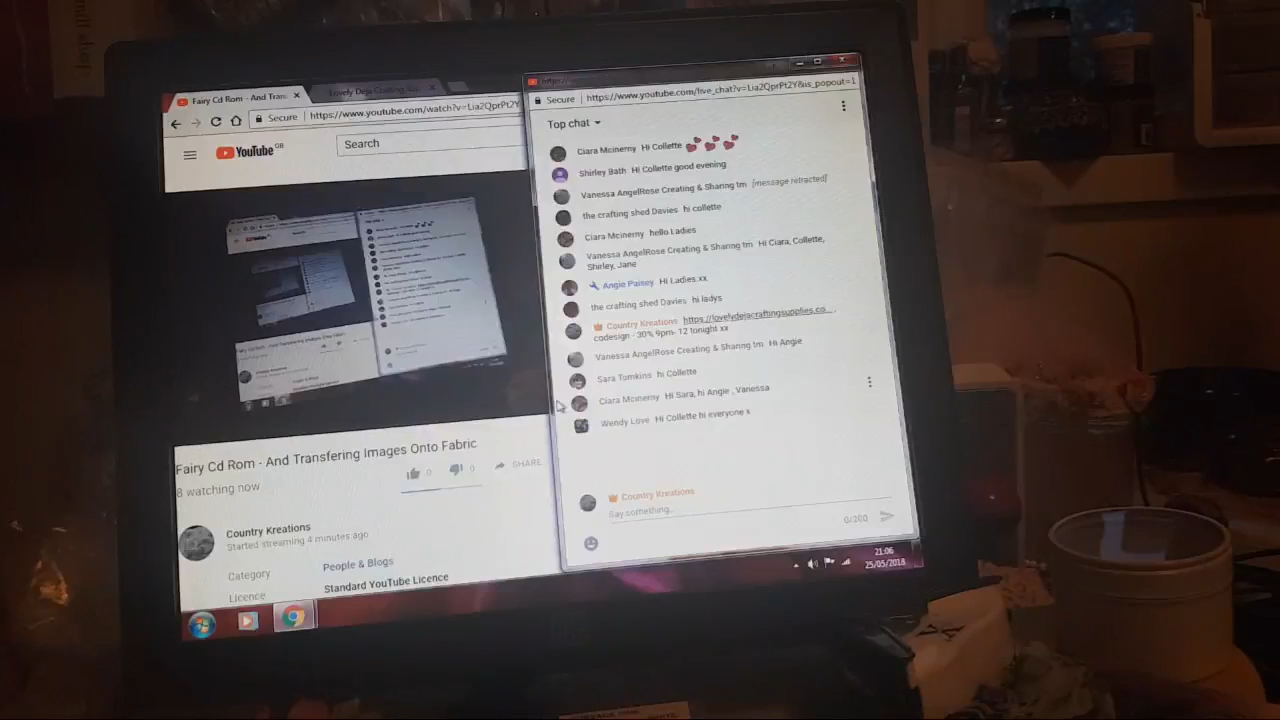 Fairy Cd Rom - And Tran
Lovely Deja Crafting
Secure https://www.youtube.com/watch?v=Lia2QprPt2Y
YouTube GB
Search
Fairy Cd Rom - And Transfering Images Onto Fabric
8 watching now
0 0 SHARE
Country Kreations
Started streaming 4 minutes ago
Category People & Blogs
Licence Standard YouTube Licence
Secure https://www.youtube.com/live_chat?v=Lia2QprPt2Y&is_popout=1
Top chat
Ciara Mcinerny Hi Collette
Shirley Bath Hi Collette good evening
Vanessa AngelRose Creating & Sharing tm [message retracted]
the crafting shed Davies hi collette
Ciara Mcinerny hello Ladies
Vanessa AngelRose Creating & Sharing tm Hi Ciara, Collette,
Shirley, Jane
Angie Paisey Hi Ladies xx
the crafting shed Davies hi ladys
Country Kreations https://lovelydejacraftingsupplies.co...
codesign - 30% 9pm- 12 tonight xx
Vanessa AngelRose Creating & Sharing tm Hi Angie
Sara Tomkins hi Collette
Ciara Mcinerny Hi Sara, hi Angie , Vanessa
Wendy Love Hi Collette hi everyone x
Country Kreations
Say something...
0/200
21:06
25/05/2018